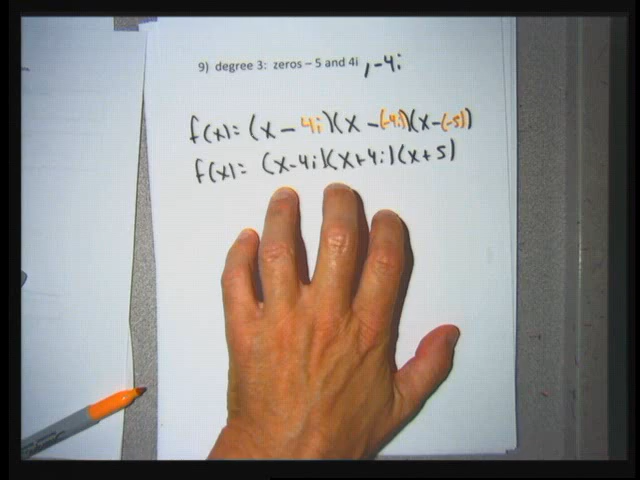 9) degree 3: zeros – 5 and 4i , -4i
f(x) = (x - 4i)(x - (-4i))(x - (-5))
f(x) = (x-4i)(x+4i)(x+5)